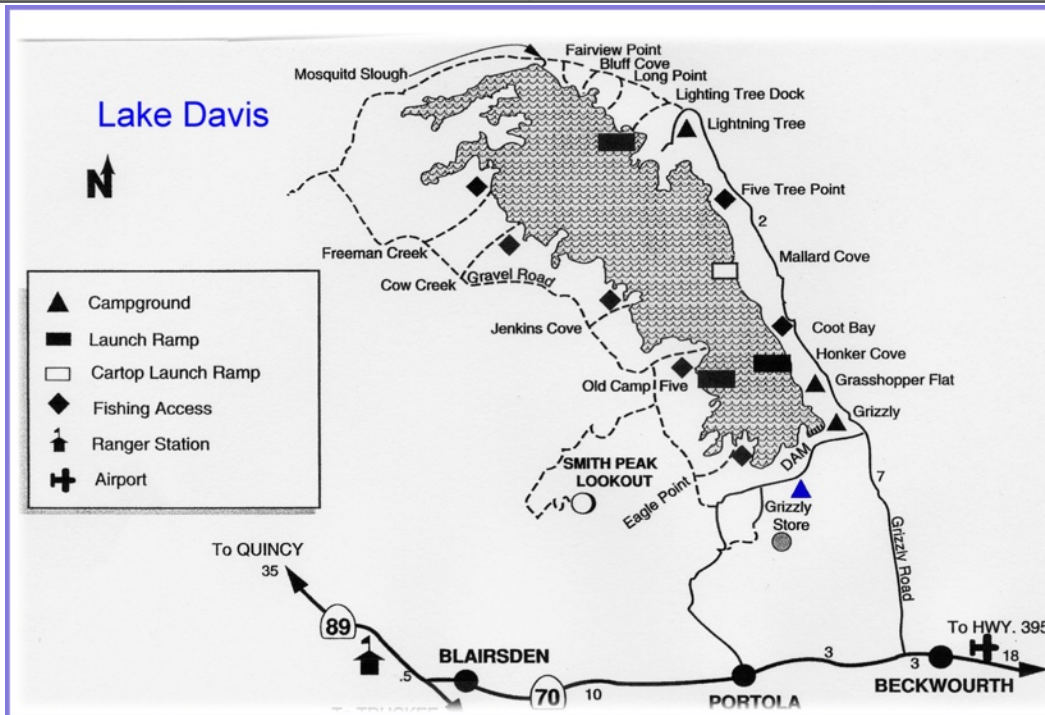 Fairview Point
Bluff Cove
Mosquitd Slough
Long Point
Lighting Tree Dock
Lake Davis
Lightning Tree
N
Five Tree Point
2
Freeman Creek
Mallard Cove
Cow Creek
Gravel Road
Campground
Launch Ramp
Cartop Launch Ramp
Fishing Access
Ranger Station
Airport
Jenkins Cove
Coot Bay
Honker Cove
Old Camp Five
Grasshopper Flat
Grizzly
SMITH PEAK
LOOKOUT
DAM
7
Eagle Point
Grizzly
Store
Grizzly Road
To QUINCY
35
89
To HWY. 395
18
BLAIRSDEN
.5
70
10
3
3
PORTOLA
BECKWOURTH
To TRUCKEE